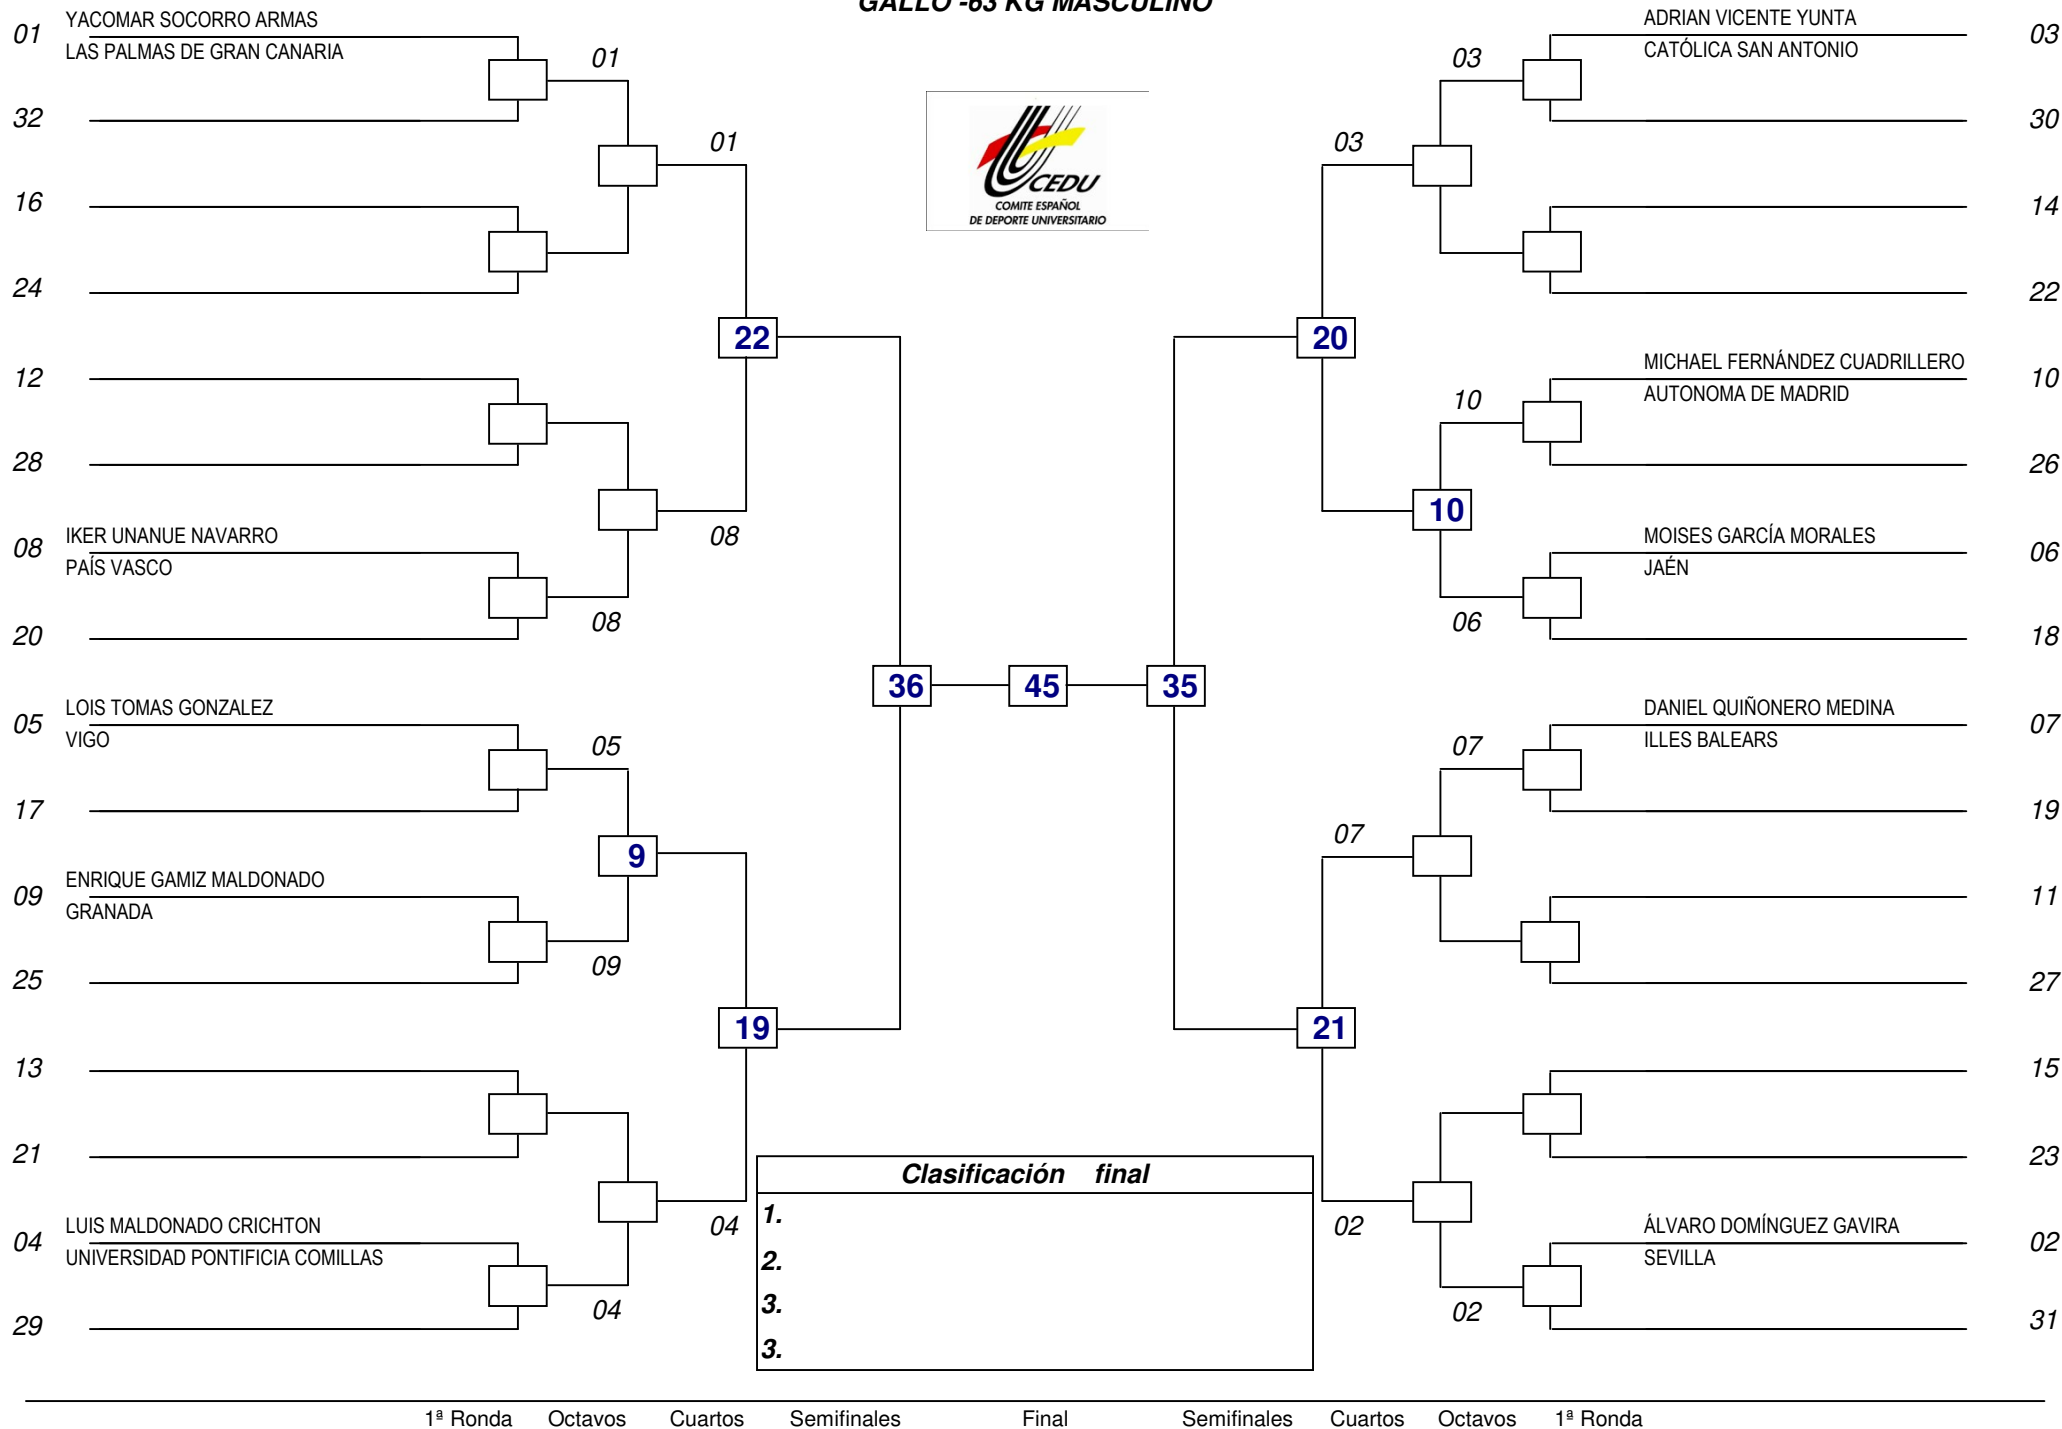 GALLO -63 KG MASCULINO
01
YACOMAR SOCORRO ARMAS
LAS PALMAS DE GRAN CANARIA
01
32
01
16
24
22
12
28
08
IKER UNANUE NAVARRO
PAÍS VASCO
08
08
20
05
LOIS TOMAS GONZALEZ
VIGO
05
17
9
09
ENRIQUE GAMIZ MALDONADO
GRANADA
09
25
19
13
21
04
LUIS MALDONADO CRICHTON
UNIVERSIDAD PONTIFICIA COMILLAS
04
04
29
CEDU
COMITE ESPAÑOL
DE DEPORTE UNIVERSITARIO
36
45
35
03
ADRIAN VICENTE YUNTA
CATÓLICA SAN ANTONIO
03
30
03
14
22
20
10
MICHAEL FERNÁNDEZ CUADRILLERO
10
AUTONOMA DE MADRID
26
10
MOISES GARCÍA MORALES
06
JAÉN
06
18
DANIEL QUIÑONERO MEDINA
07
ILLES BALEARS
07
19
07
11
27
21
15
23
02
ÁLVARO DOMÍNGUEZ GAVIRA
02
SEVILLA
02
31
Clasificación final
1.
2.
3.
3.
1ª Ronda Octavos Cuartos Semifinales Final Semifinales Cuartos Octavos 1ª Ronda